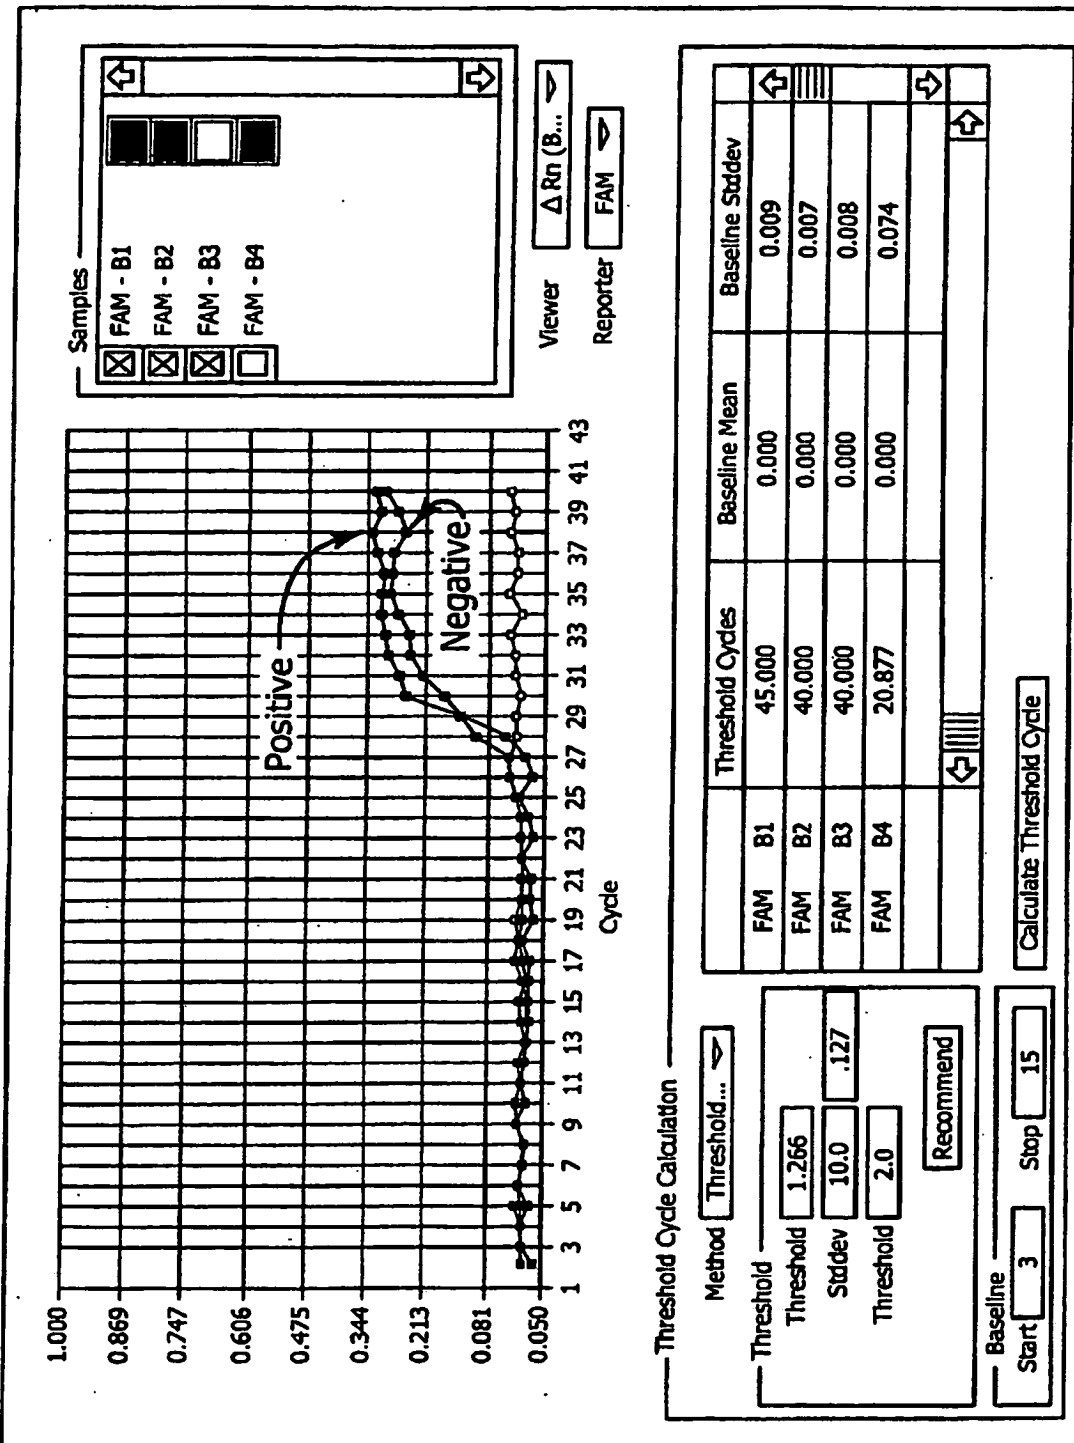 1.000
0.869
0.747
0.606
0.475
0.344
0.213
0.081
0.050
1 3 5 7 9 11 13 15 17 19 21 23 25 27 29 31 33 35 37 39 41 43
Cycle
Positive
Negative
Samples
FAM - B1
FAM - B2
FAM - B3
FAM - B4
Viewer Δ Rn (B...
Reporter FAM
Threshold Cycle Calculation
Method Threshold...
Threshold
Threshold 1.266
Stddev 10.0 .127
Threshold 2.0
Recommend
Baseline
Start 3 Stop 15
Threshold Cycles Baseline Mean Baseline Stddev
FAM B1 45.000 0.000 0.009
FAM B2 40.000 0.000 0.007
FAM B3 40.000 0.000 0.008
FAM B4 20.877 0.000 0.074
Calculate Threshold Cycle